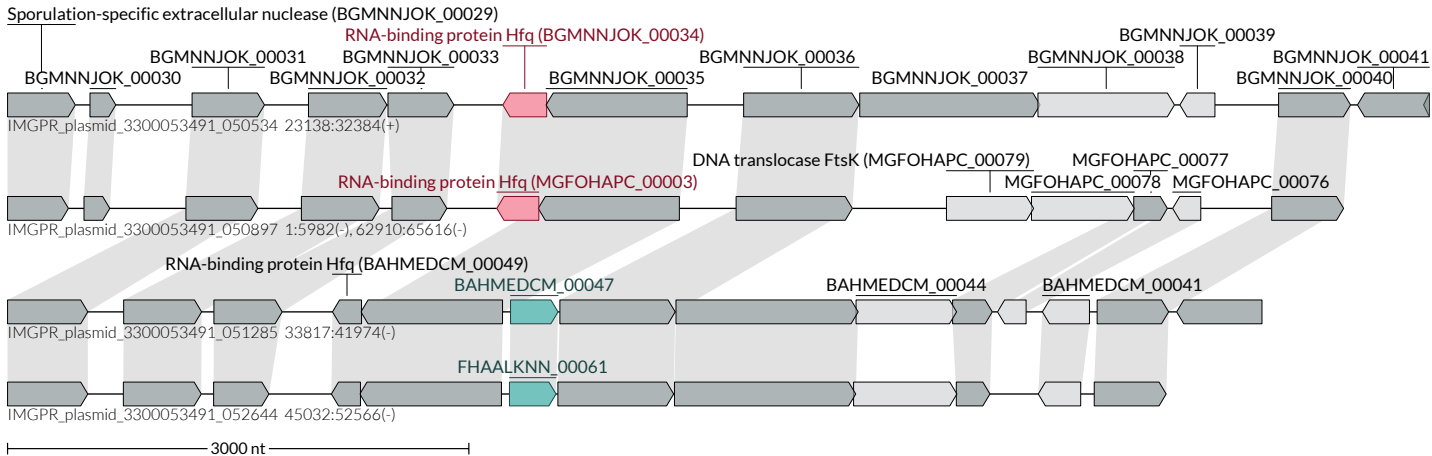 Sporulation-specific extracellular nuclease (BGMNNJOK_00029)
RNA-binding protein Hfq (BGMNNJOK_00034)
BGMNNJOK_00039
BGMNNJOK_00031
BGMNNJOK_00033
BGMNNJOK_00036
BGMNNJOK_00038
BGMNNJOK_00041
BGMNNJOK_00030
BGMNNJOK_00032
BGMNNJOK_00035
BGMNNJOK_00037
BGMNNJOK_00040
IMGPR_plasmid_3300053491_050534 23138:32384(+)
DNA translocase FtsK (MGFOHAPC_00079)
MGFOHAPC_00077
RNA-binding protein Hfq (MGFOHAPC_00003)
MGFOHAPC_00078
MGFOHAPC_00076
IMGPR_plasmid_3300053491_050897 1:5982(-), 62910:65616(-)
RNA-binding protein Hfq (BAHMEDCM_00049)
BAHMEDCM_00047
BAHMEDCM_00044
BAHMEDCM_00041
IMGPR_plasmid_3300053491_051285 33817:41974(-)
FHAALKNN_00061
IMGPR_plasmid_3300053491_052644 45032:52566(-)
3000 nt